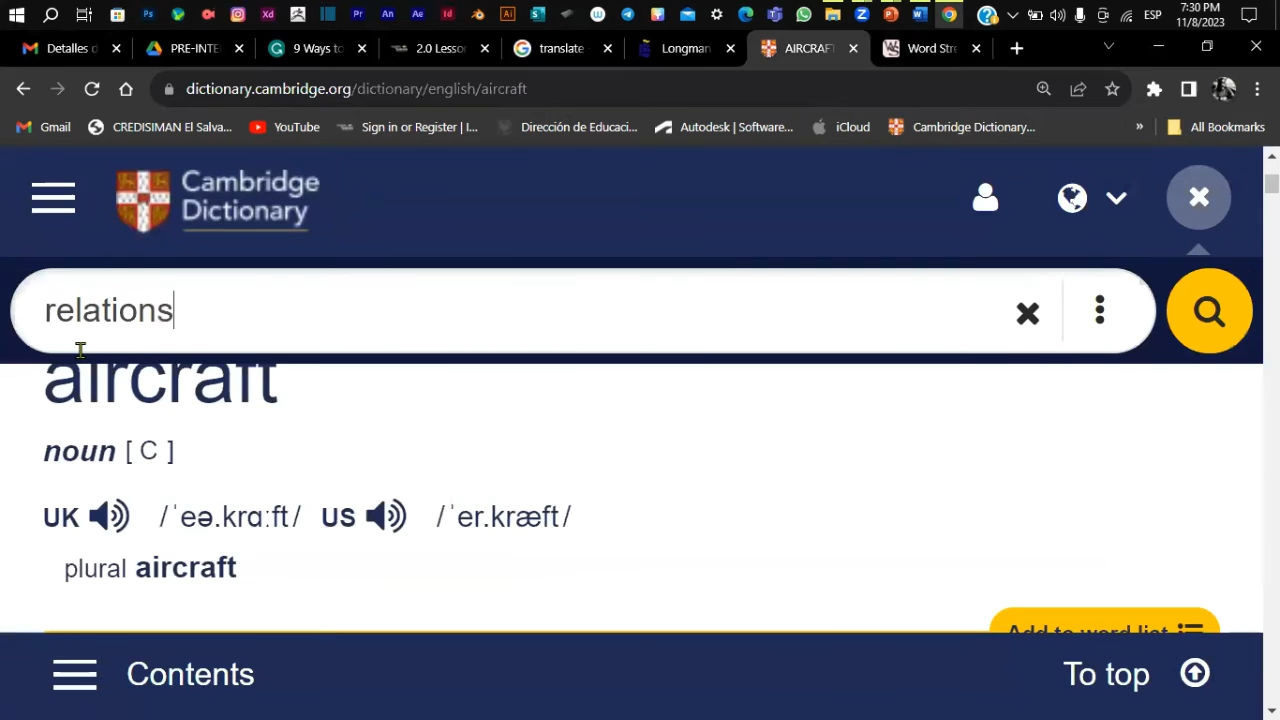 7:30 PM
ESP
11/8/2023
Detalles d
PRE-INTE
9 Ways to
2.0 Lesso
translate
Longman
AIRCRAFT
Word Stre
dictionary.cambridge.org/dictionary/english/aircraft
Gmail
CREDISIMAN El Salva...
YouTube
Sign in or Register | I...
Dirección de Educaci...
Autodesk | Software...
iCloud
Cambridge Dictionary...
»
All Bookmarks
Cambridge
Dictionary
relations
aircraft
noun [ C ]
UK /ˈeə.krɑːft/ US /ˈer.kræft/
plural aircraft
Add to word list
Contents
To top